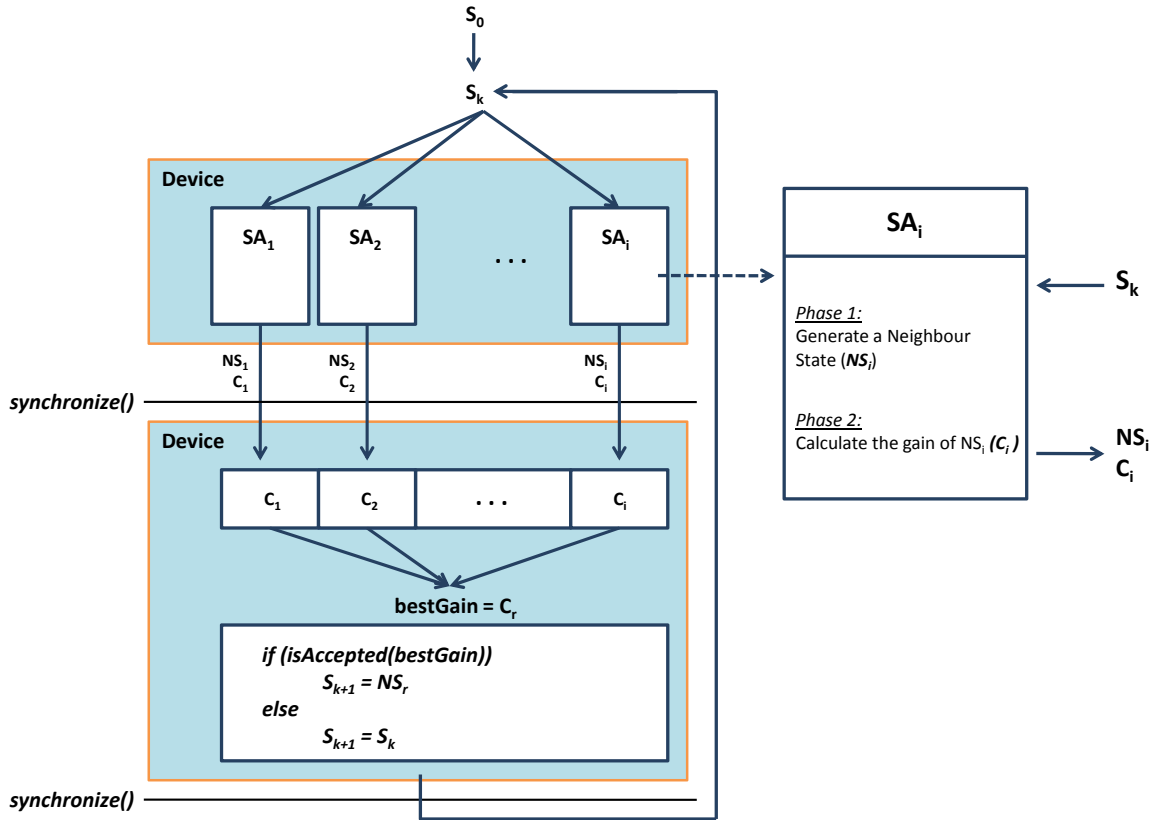 S₀
Sₖ
Device
SA₁ SA₂ . . . SAᵢ
NS₁ NS₂ NSᵢ
C₁ C₂ Cᵢ
synchronize()
Device
C₁ C₂ . . . Cᵢ
bestGain = Cᵣ
if (isAccepted(bestGain))
Sₖ₊₁ = NSᵣ
else
Sₖ₊₁ = Sₖ
synchronize()
SAᵢ
Phase 1:
Generate a Neighbour
State (NSᵢ)
Phase 2:
Calculate the gain of NSᵢ (Cᵢ )
Sₖ
NSᵢ
Cᵢ